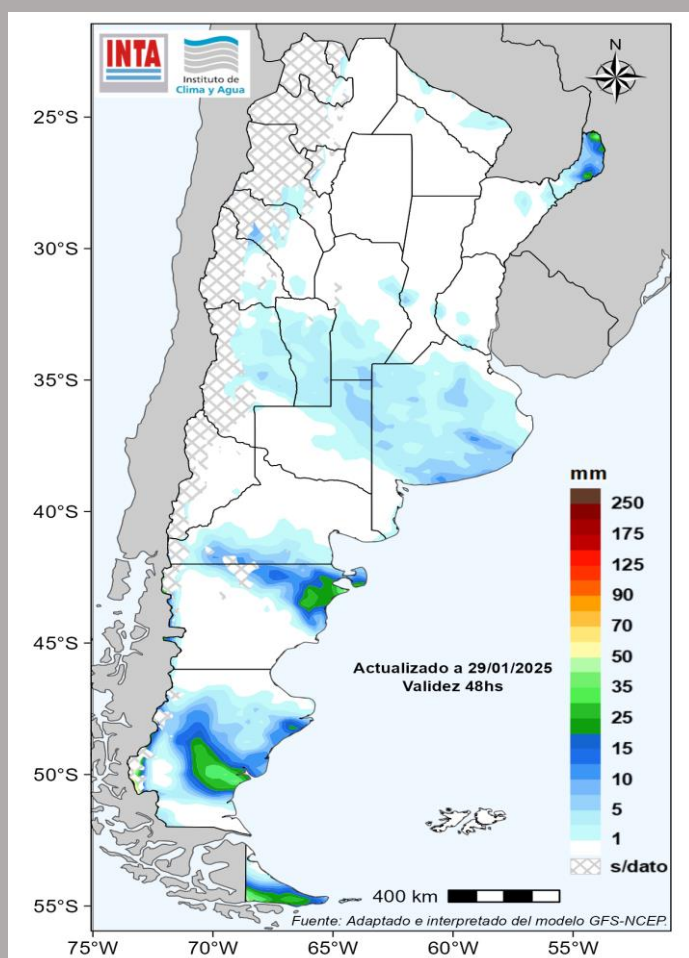 INTA
Instituto de
Clima y Agua
N
25°S
30°S
35°S
40°S
45°S
50°S
55°S
mm
250
175
125
90
70
50
35
25
15
10
5
1
s/dato
Actualizado a 29/01/2025
Validez 48hs
400 km
Fuente: Adaptado e interpretado del modelo GFS-NCEP.
75°W
70°W
65°W
60°W
55°W